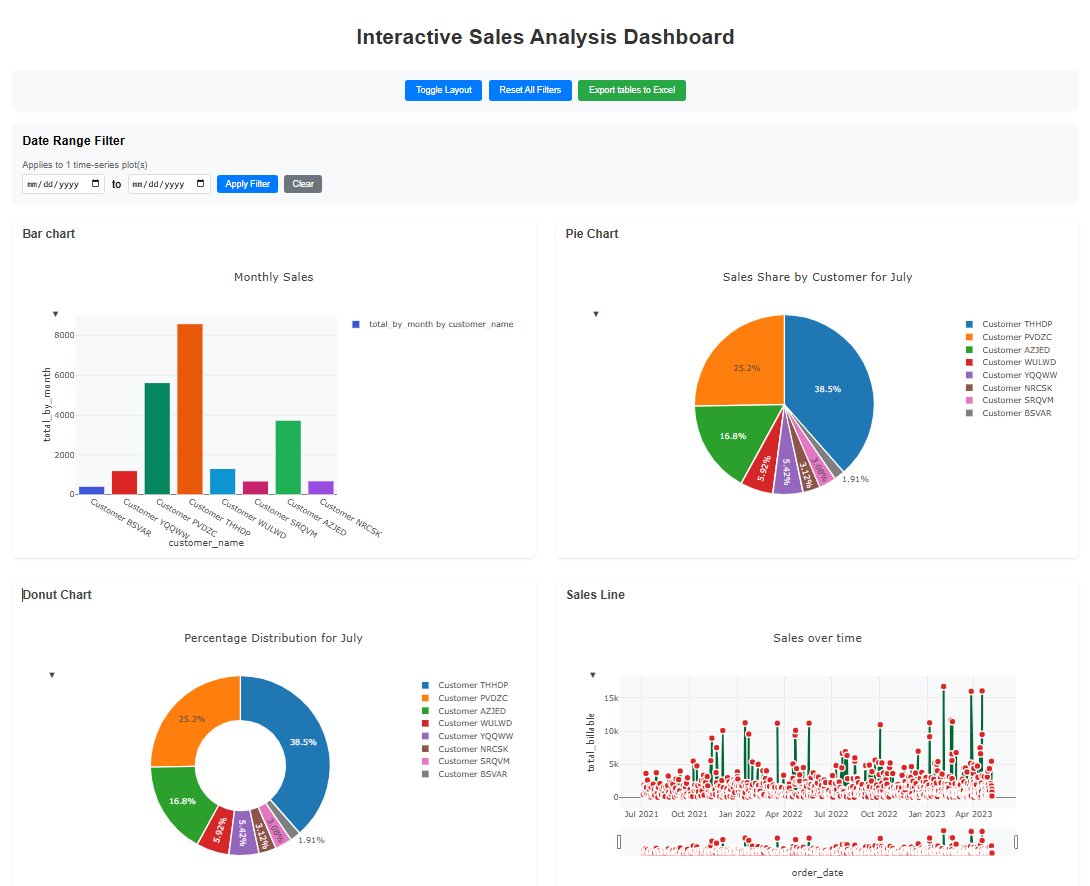 Interactive Sales Analysis Dashboard
Toggle Layout Reset All Filters Export tables to Excel
Date Range Filter
Applies to 1 time-series plot(s)
mm/dd/yyyy to mm/dd/yyyy Apply Filter Clear
Bar chart
Monthly Sales
▼
total_by_month by customer_name
8000
6000
4000
2000
0
total_by_month
Customer BSVAR
Customer YQQWW
Customer PVDZC
Customer THHDP
Customer WULWD
Customer SRQVM
Customer AZJED
Customer NRCSK
customer_name
Pie Chart
Sales Share by Customer for July
▼
38.5%
25.2%
16.8%
5.92%
5.42%
3.12%
3.08%
1.91%
Customer THHDP
Customer PVDZC
Customer AZJED
Customer WULWD
Customer YQQWW
Customer NRCSK
Customer SRQVM
Customer BSVAR
Donut Chart
Percentage Distribution for July
▼
38.5%
25.2%
16.8%
5.92%
5.42%
3.12%
3.08%
1.91%
Customer THHDP
Customer PVDZC
Customer AZJED
Customer WULWD
Customer YQQWW
Customer NRCSK
Customer SRQVM
Customer BSVAR
Sales Line
Sales over time
▼
15k
10k
5k
0
total_billable
Jul 2021 Oct 2021 Jan 2022 Apr 2022 Jul 2022 Oct 2022 Jan 2023 Apr 2023
order_date